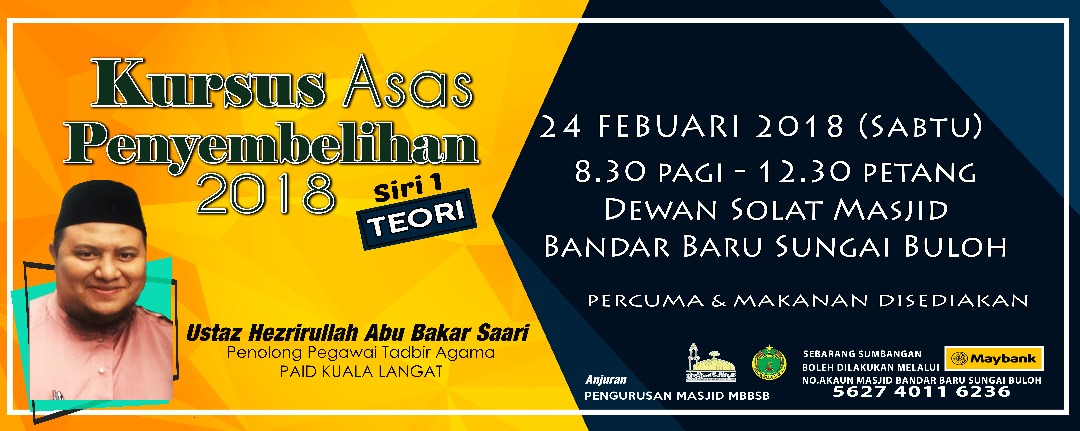 Kursus Asas
Penyembelihan
2018
Siri 1
TEORI
Ustaz Hezrirullah Abu Bakar Saari
Penolong Pegawai Tadbir Agama
PAID KUALA LANGAT
24 FEBUARI 2018 (SABTU)
8.30 PAGI - 12.30 PETANG
DEWAN SOLAT MASJID
BANDAR BARU SUNGAI BULOH
PERCUMA & MAKANAN DISEDIAKAN
Anjuran
PENGURUSAN MASJID MBBSB
SEBARANG SUMBANGAN
BOLEH DILAKUKAN MELALUI
Maybank
NO.AKAUN MASJID BANDAR BARU SUNGAI BULOH
5627 4011 6236